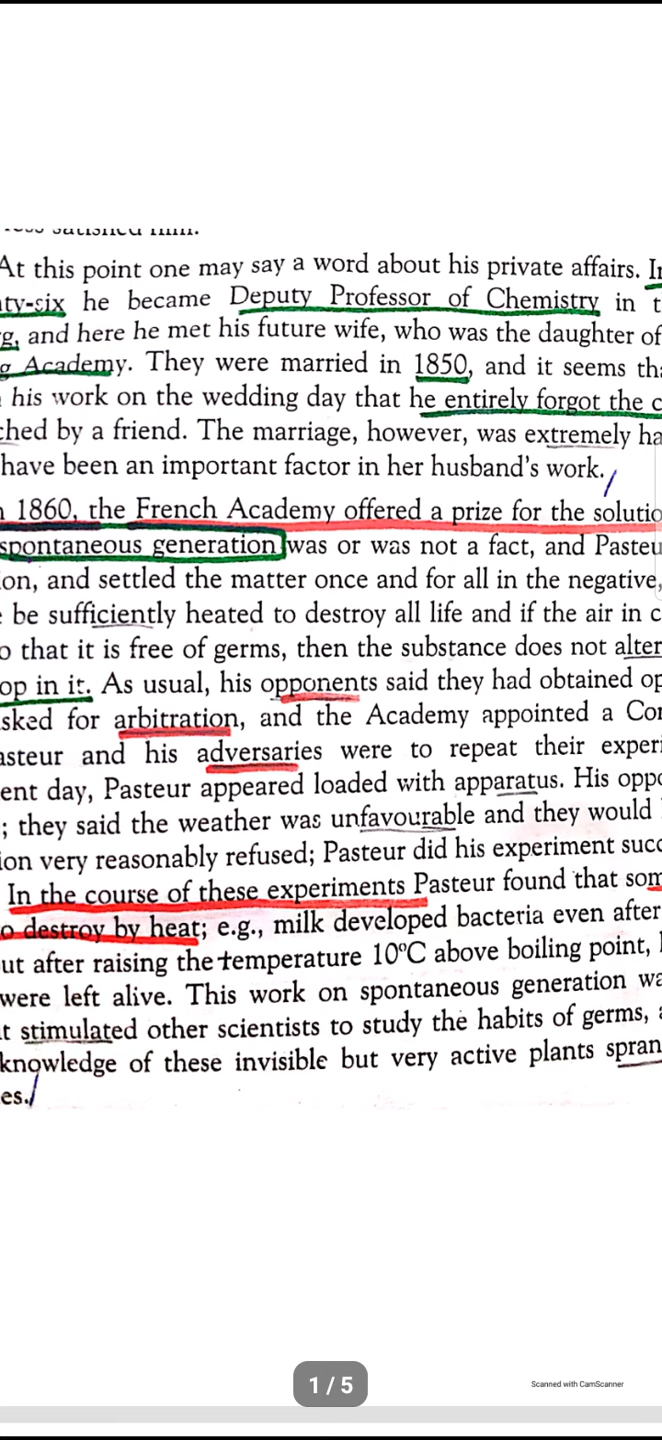 At this point one may say a word about his private affairs. In
ty-six he became Deputy Professor of Chemistry in t
g, and here he met his future wife, who was the daughter of
g Academy. They were married in 1850, and it seems tha
his work on the wedding day that he entirely forgot the c
ched by a friend. The marriage, however, was extremely ha
have been an important factor in her husband's work.
1860, the French Academy offered a prize for the solutio
spontaneous generation was or was not a fact, and Pasteu
ion, and settled the matter once and for all in the negative,
be sufficiently heated to destroy all life and if the air in c
o that it is free of germs, then the substance does not alter
op in it. As usual, his opponents said they had obtained op
sked for arbitration, and the Academy appointed a Co
asteur and his adversaries were to repeat their experi
ent day, Pasteur appeared loaded with apparatus. His oppo
; they said the weather was unfavourable and they would
ion very reasonably refused; Pasteur did his experiment succ
In the course of these experiments Pasteur found that som
o destroy by heat; e.g., milk developed bacteria even after
ut after raising the temperature 10°C above boiling point,
were left alive. This work on spontaneous generation wa
t stimulated other scientists to study the habits of germs,
knowledge of these invisible but very active plants spran
es.
1 / 5
Scanned with CamScanner